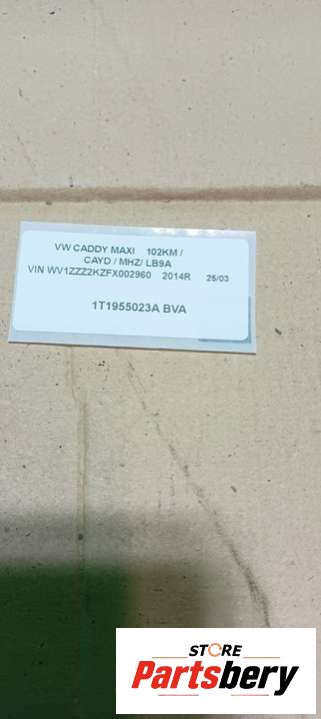 VW CADDY MAXI 102KM /
CAYD / MHZ/ LB9A
VIN WV1ZZZ2KZFX002960 2014R 25/03
1T1955023A BVA
STORE
Partsbery